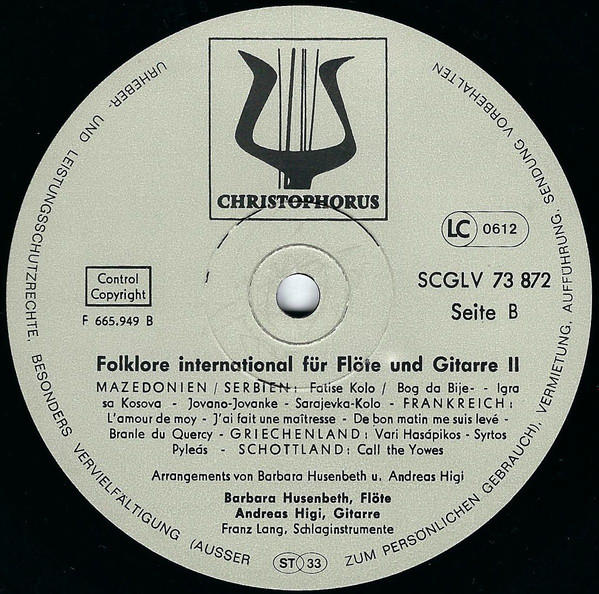 CHRISTOPHORUS
LC 0612
Control
Copyright
F 665.949 B
SCGLV 73 872
Seite B
Folklore international für Flöte und Gitarre II
MAZEDONIEN / SERBIEN: Fatise Kolo / Bog da Bije- - Igra
sa Kosova - Jovano-Jovanke - Sarajevka-Kolo - FRANKREICH:
L'amour de moy - J'ai fait une maîtresse - De bon matin me suis levé -
Branle du Quercy - GRIECHENLAND: Vari Hasápikos - Syrtos
Pyleás - SCHOTTLAND: Call the Yowes
Arrangements von Barbara Husenbeth u. Andreas Higi
Barbara Husenbeth, Flöte
Andreas Higi, Gitarre
Franz Lang, Schlaginstrumente
ST 33
URHEBER- UND LEISTUNGSSCHUTZRECHTE, BESONDERS VERVIELFÄLTIGUNG (AUSSER ZUM PERSÖNLICHEN GEBRAUCH), VERMIETUNG, AUFFÜHRUNG, SENDUNG VORBEHALTEN